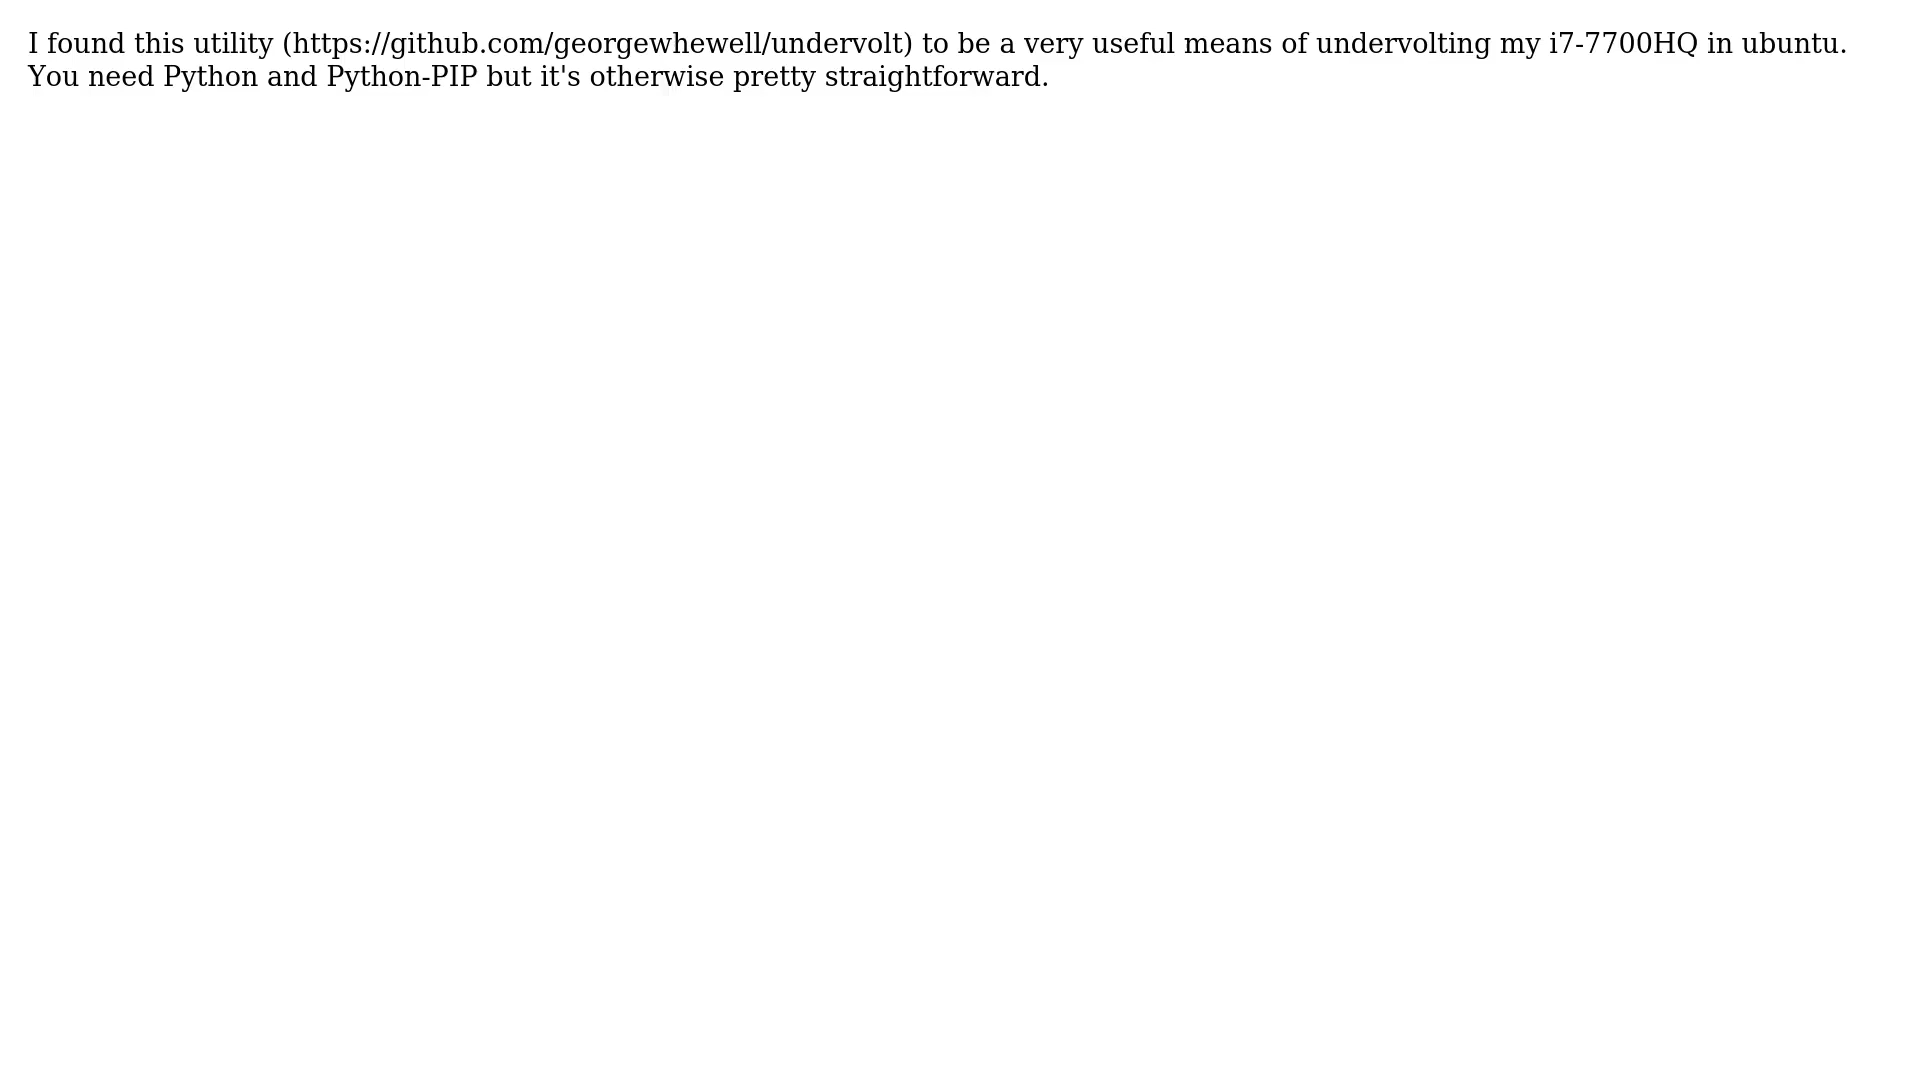 I found this utility (https://github.com/georgewhewell/undervolt) to be a very useful means of undervolting my i7-7700HQ in ubuntu.
You need Python and Python-PIP but it's otherwise pretty straightforward.